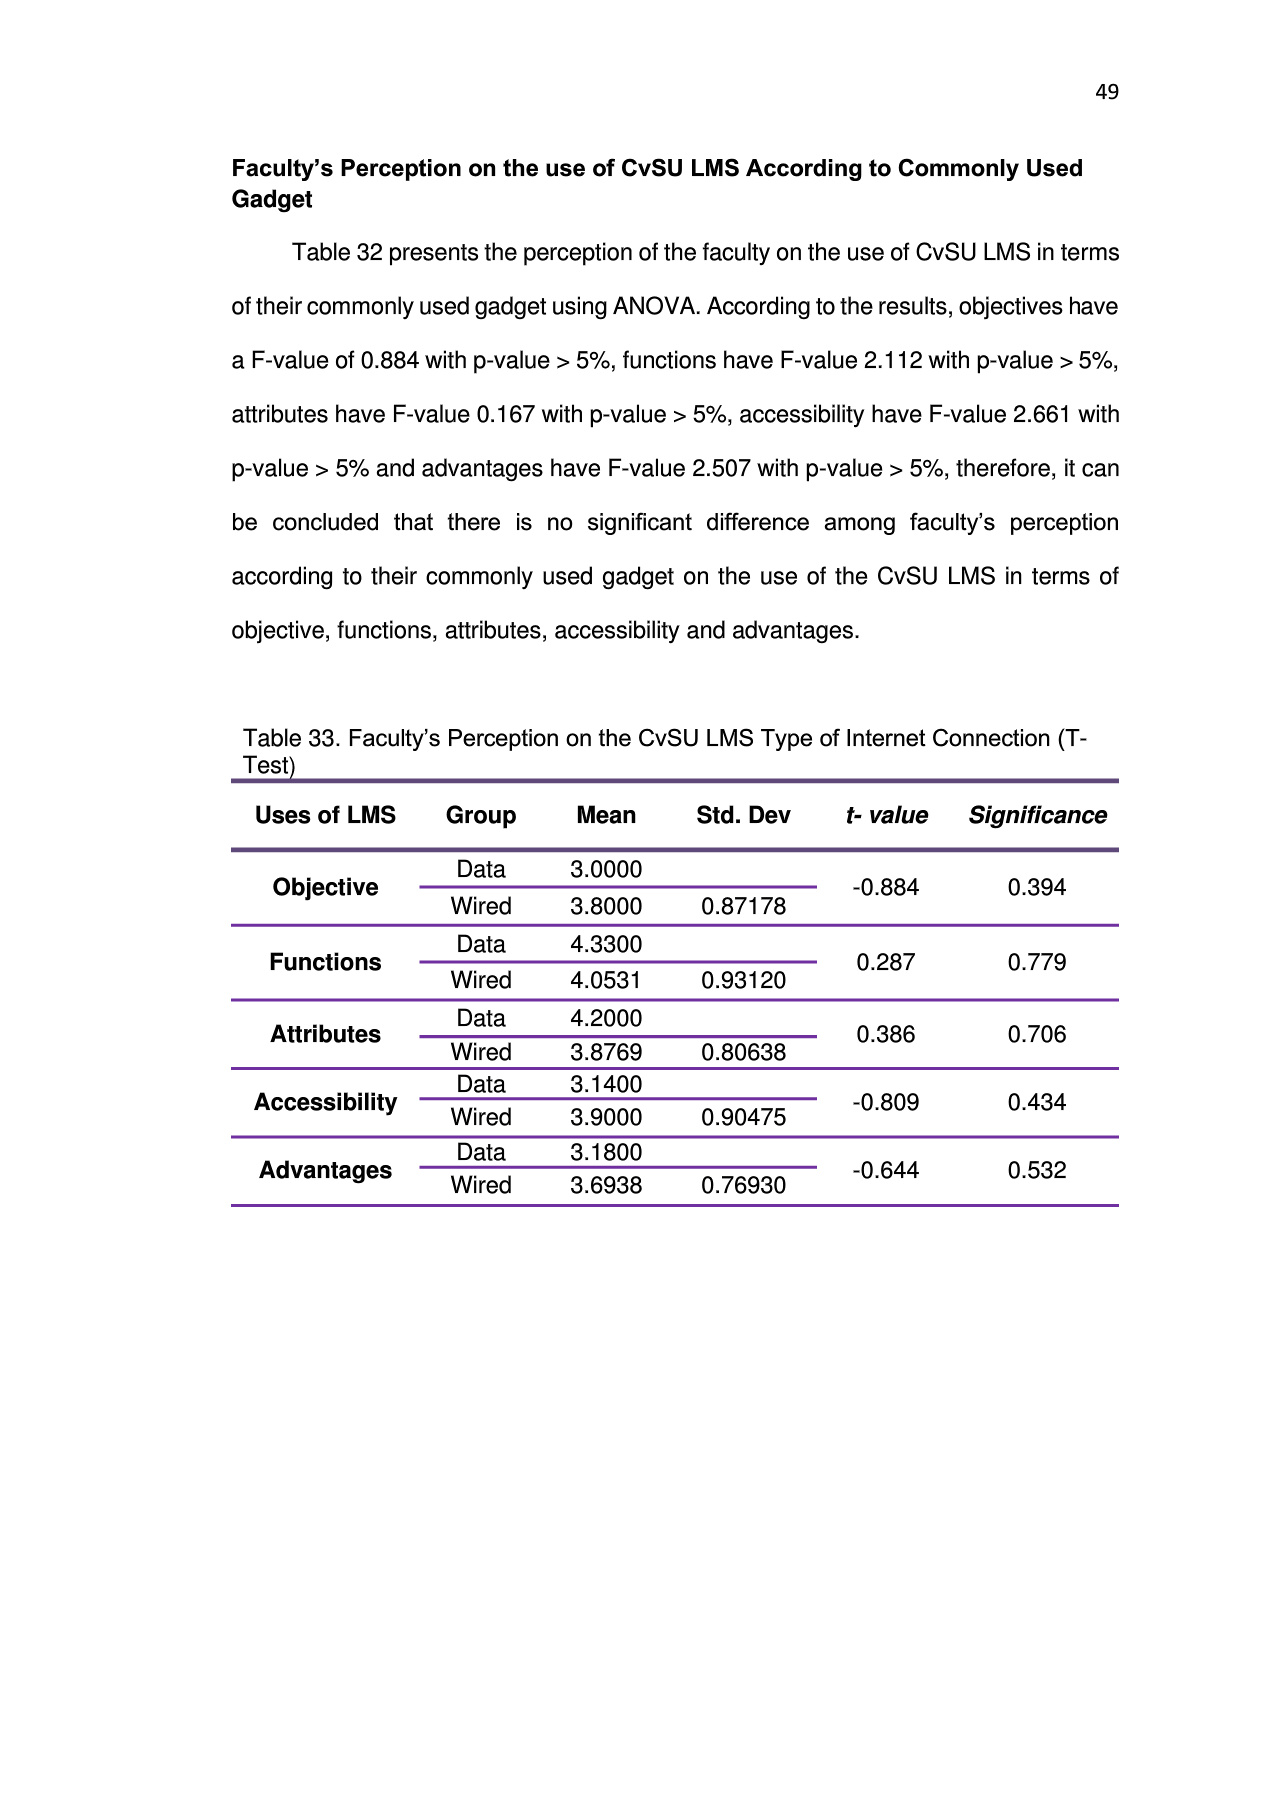 49
Faculty’s Perception on the use of CvSU LMS According to Commonly Used
Gadget
Table 32 presents the perception of the faculty on the use of CvSU LMS in terms
of their commonly used gadget using ANOVA. According to the results, objectives have
a F-value of 0.884 with p-value > 5%, functions have F-value 2.112 with p-value > 5%,
attributes have F-value 0.167 with p-value > 5%, accessibility have F-value 2.661 with
p-value > 5% and advantages have F-value 2.507 with p-value > 5%, therefore, it can
be concluded that there is no significant difference among faculty’s perception
according to their commonly used gadget on the use of the CvSU LMS in terms of
objective, functions, attributes, accessibility and advantages.
Table 33. Faculty’s Perception on the CvSU LMS Type of Internet Connection (T-
Test)
Uses of LMS Group Mean Std. Dev t- value Significance
Data 3.0000
Objective -0.884 0.394
Wired 3.8000 0.87178
Data 4.3300
Functions 0.287 0.779
Wired 4.0531 0.93120
Data 4.2000
Attributes 0.386 0.706
Wired 3.8769 0.80638
Data 3.1400
Accessibility -0.809 0.434
Wired 3.9000 0.90475
Data 3.1800
Advantages -0.644 0.532
Wired 3.6938 0.76930